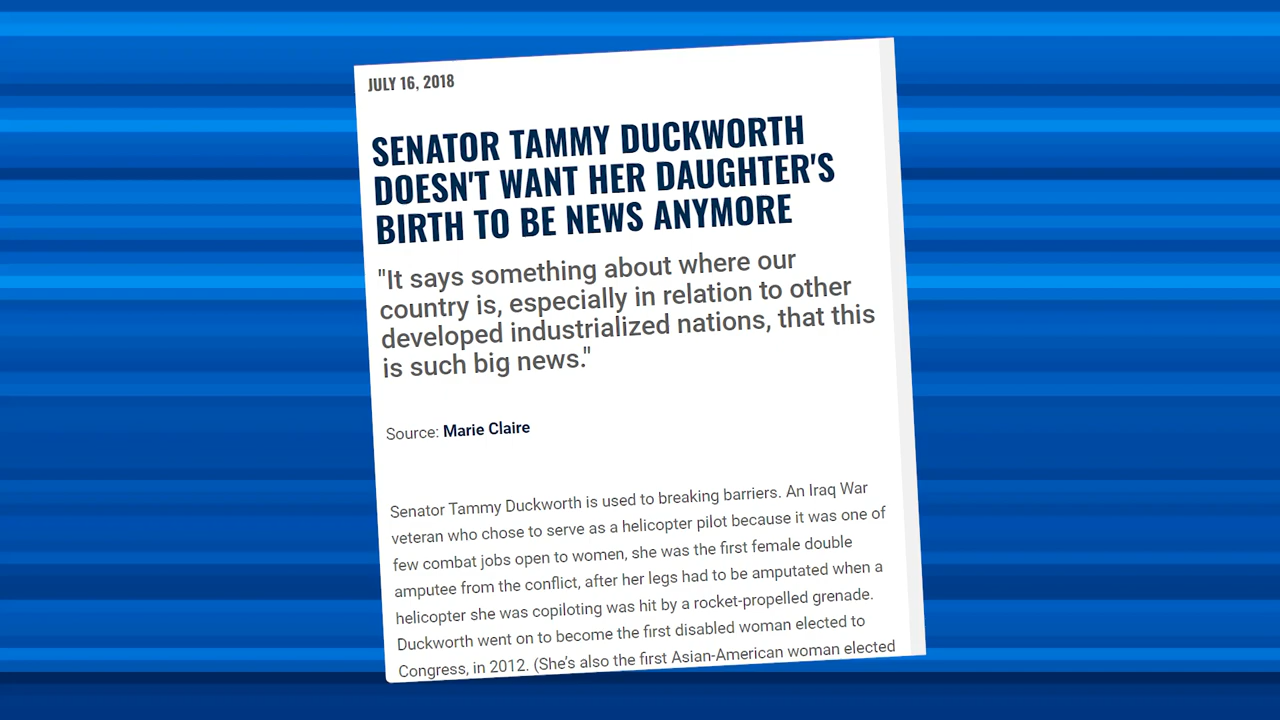 JULY 16, 2018
SENATOR TAMMY DUCKWORTH
DOESN'T WANT HER DAUGHTER'S
BIRTH TO BE NEWS ANYMORE
"It says something about where our
country is, especially in relation to other
developed industrialized nations, that this
is such big news."
Source: Marie Claire
Senator Tammy Duckworth is used to breaking barriers. An Iraq War
veteran who chose to serve as a helicopter pilot because it was one of
few combat jobs open to women, she was the first female double
amputee from the conflict, after her legs had to be amputated when a
helicopter she was copiloting was hit by a rocket-propelled grenade.
Duckworth went on to become the first disabled woman elected to
Congress, in 2012. (She’s also the first Asian-American woman elected